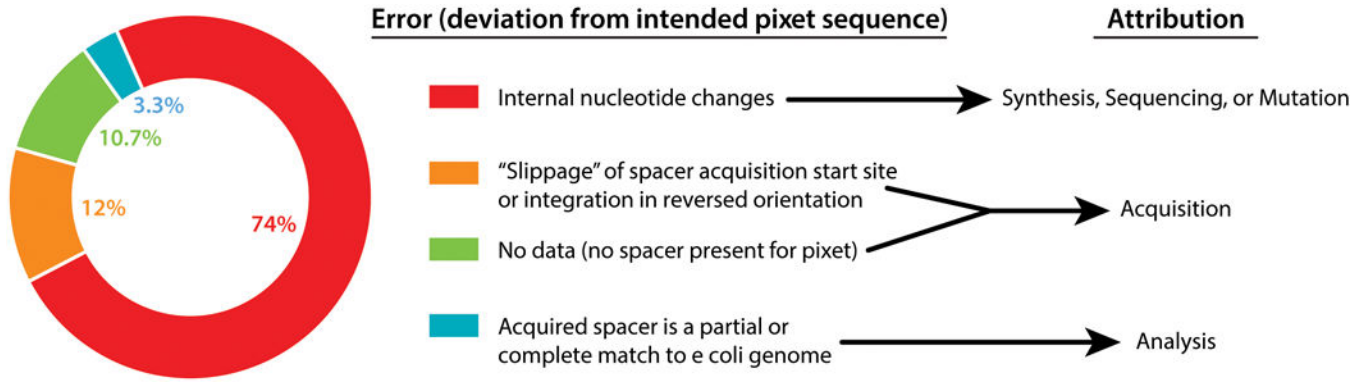 Error (deviation from intended pixet sequence)
Attribution
3.3%
10.7%
12%
74%
Internal nucleotide changes
Synthesis, Sequencing, or Mutation
“Slippage” of spacer acquisition start site
or integration in reversed orientation
Acquisition
No data (no spacer present for pixet)
Acquired spacer is a partial or
complete match to e coli genome
Analysis